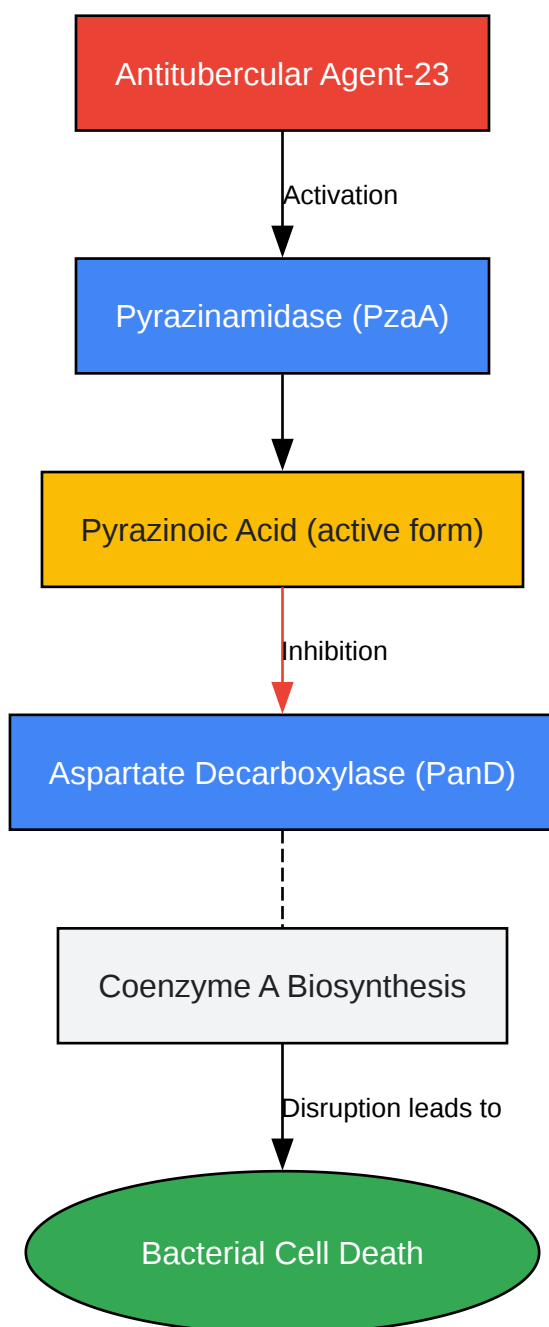 Antitubercular Agent-23
Activation
Pyrazinamidase (PzaA)
Pyrazinoic Acid (active form)
Inhibition
Aspartate Decarboxylase (PanD)
Coenzyme A Biosynthesis
Disruption leads to
Bacterial Cell Death